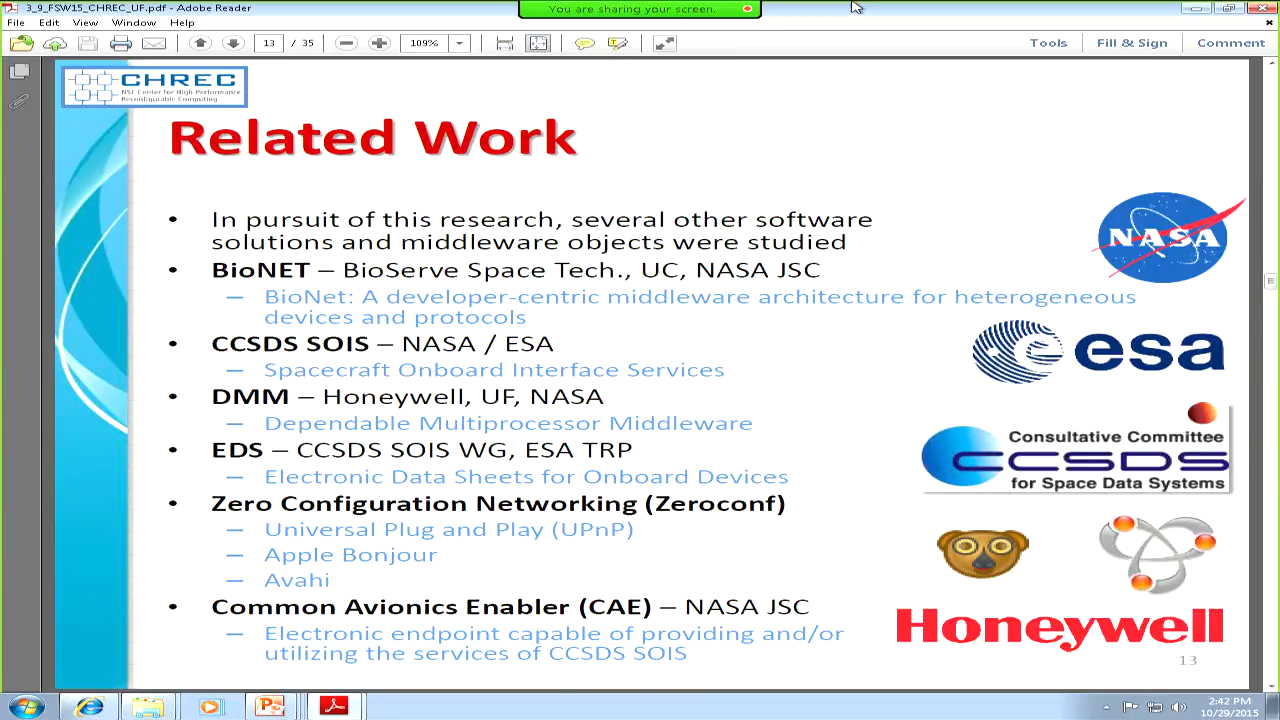 3_9_FSW15_CHREC_UF.pdf - Adobe Reader
You are sharing your screen.
File Edit View Window Help
13 / 35
109%
Tools Fill & Sign Comment
CHREC
NSF Center for High Performance
Reconfigurable Computing
Related Work
• In pursuit of this research, several other software
solutions and middleware objects were studied
• BioNET – BioServe Space Tech., UC, NASA JSC
– BioNet: A developer-centric middleware architecture for heterogeneous
devices and protocols
• CCSDS SOIS – NASA / ESA
– Spacecraft Onboard Interface Services
• DMM – Honeywell, UF, NASA
– Dependable Multiprocessor Middleware
• EDS – CCSDS SOIS WG, ESA TRP
– Electronic Data Sheets for Onboard Devices
• Zero Configuration Networking (Zeroconf)
– Universal Plug and Play (UPnP)
– Apple Bonjour
– Avahi
• Common Avionics Enabler (CAE) – NASA JSC
– Electronic endpoint capable of providing and/or
utilizing the services of CCSDS SOIS
NASA
esa
Consultative Committee
CCSDS
for Space Data Systems
Honeywell
13
2:42 PM
10/29/2015